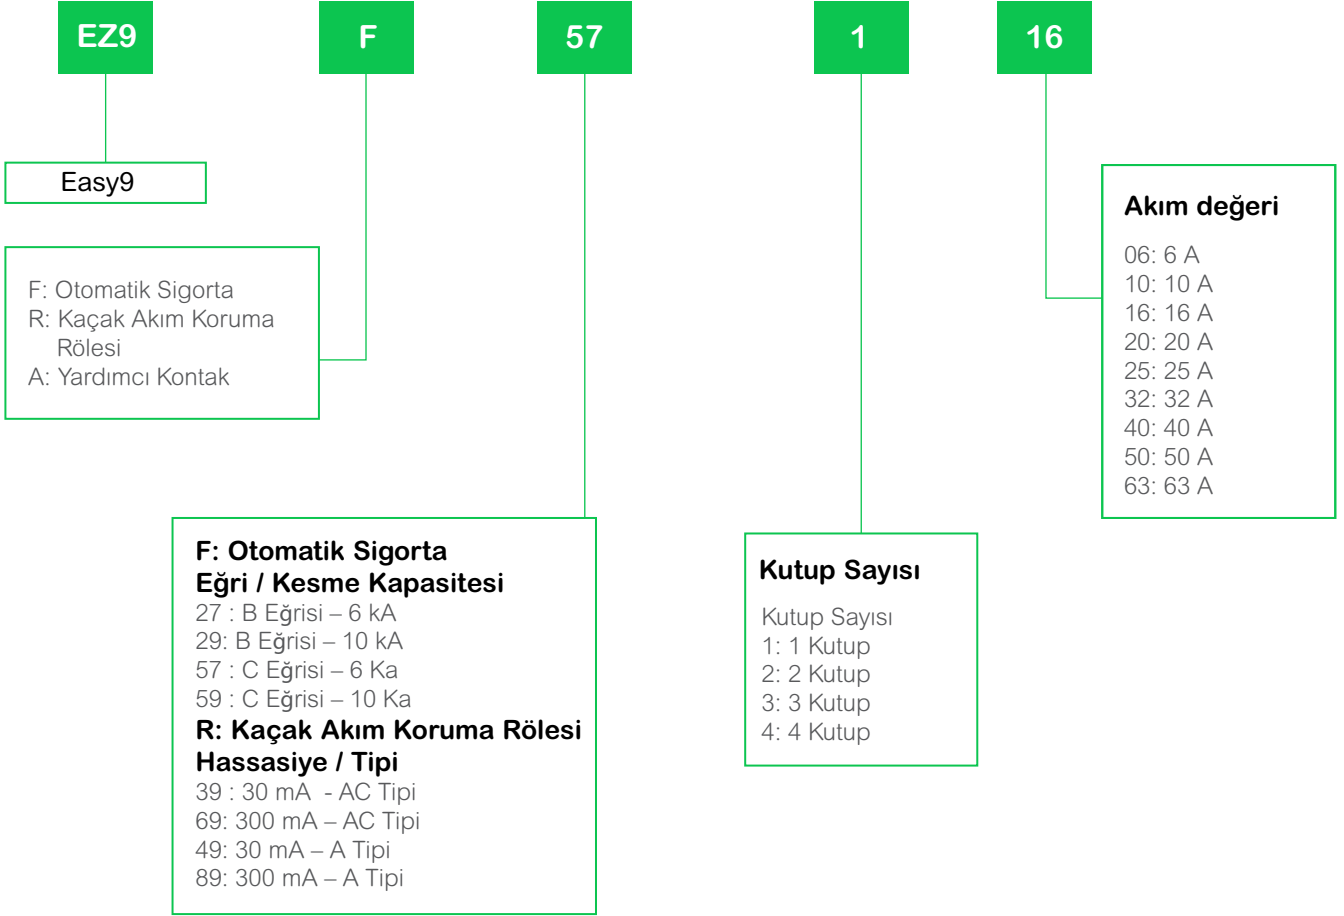 EZ9
F
57
1
16
Easy9
F: Otomatik Sigorta
R: Kaçak Akım Koruma
Rölesi
A: Yardımcı Kontak
F: Otomatik Sigorta
Eğri / Kesme Kapasitesi
27 : B Eğrisi – 6 kA
29: B Eğrisi – 10 kA
57 : C Eğrisi – 6 Ka
59 : C Eğrisi – 10 Ka
R: Kaçak Akım Koruma Rölesi
Hassasiye / Tipi
39 : 30 mA - AC Tipi
69: 300 mA – AC Tipi
49: 30 mA – A Tipi
89: 300 mA – A Tipi
Kutup Sayısı
Kutup Sayısı
1: 1 Kutup
2: 2 Kutup
3: 3 Kutup
4: 4 Kutup
Akım değeri
06: 6 A
10: 10 A
16: 16 A
20: 20 A
25: 25 A
32: 32 A
40: 40 A
50: 50 A
63: 63 A